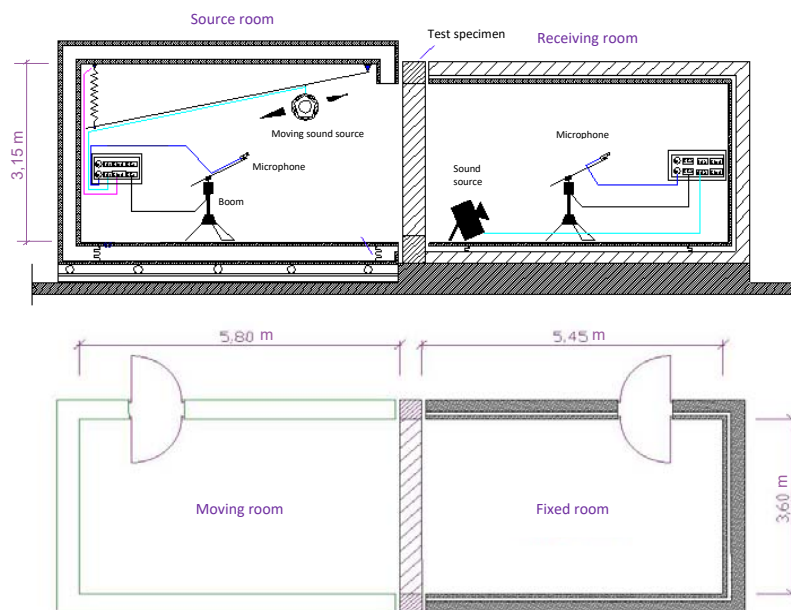 Source room
Test specimen
Receiving room
3,15 m
Moving sound source
Microphone
Boom
Microphone
Sound
source
5,80 m
5,45 m
Moving room
Fixed room
3,60 m